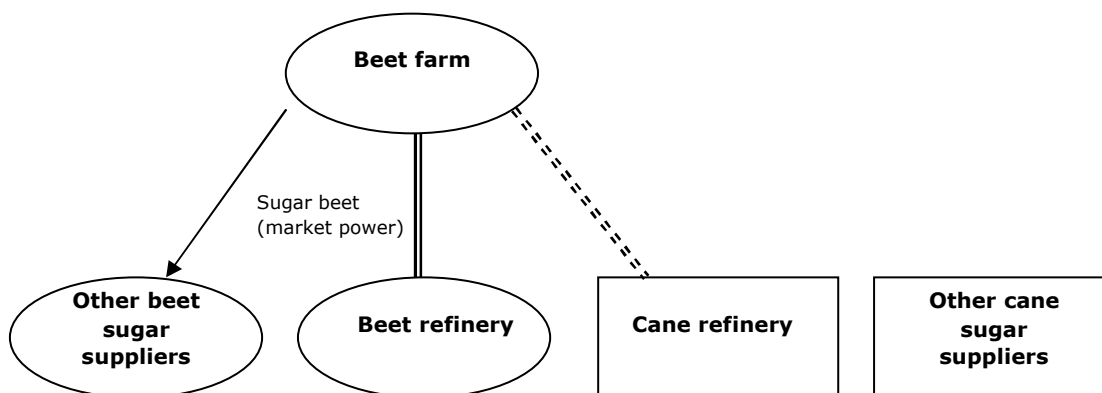 Beet farm
Sugar beet
(market power)
Other beet
sugar
suppliers
Beet refinery
Cane refinery
Other cane
sugar
suppliers